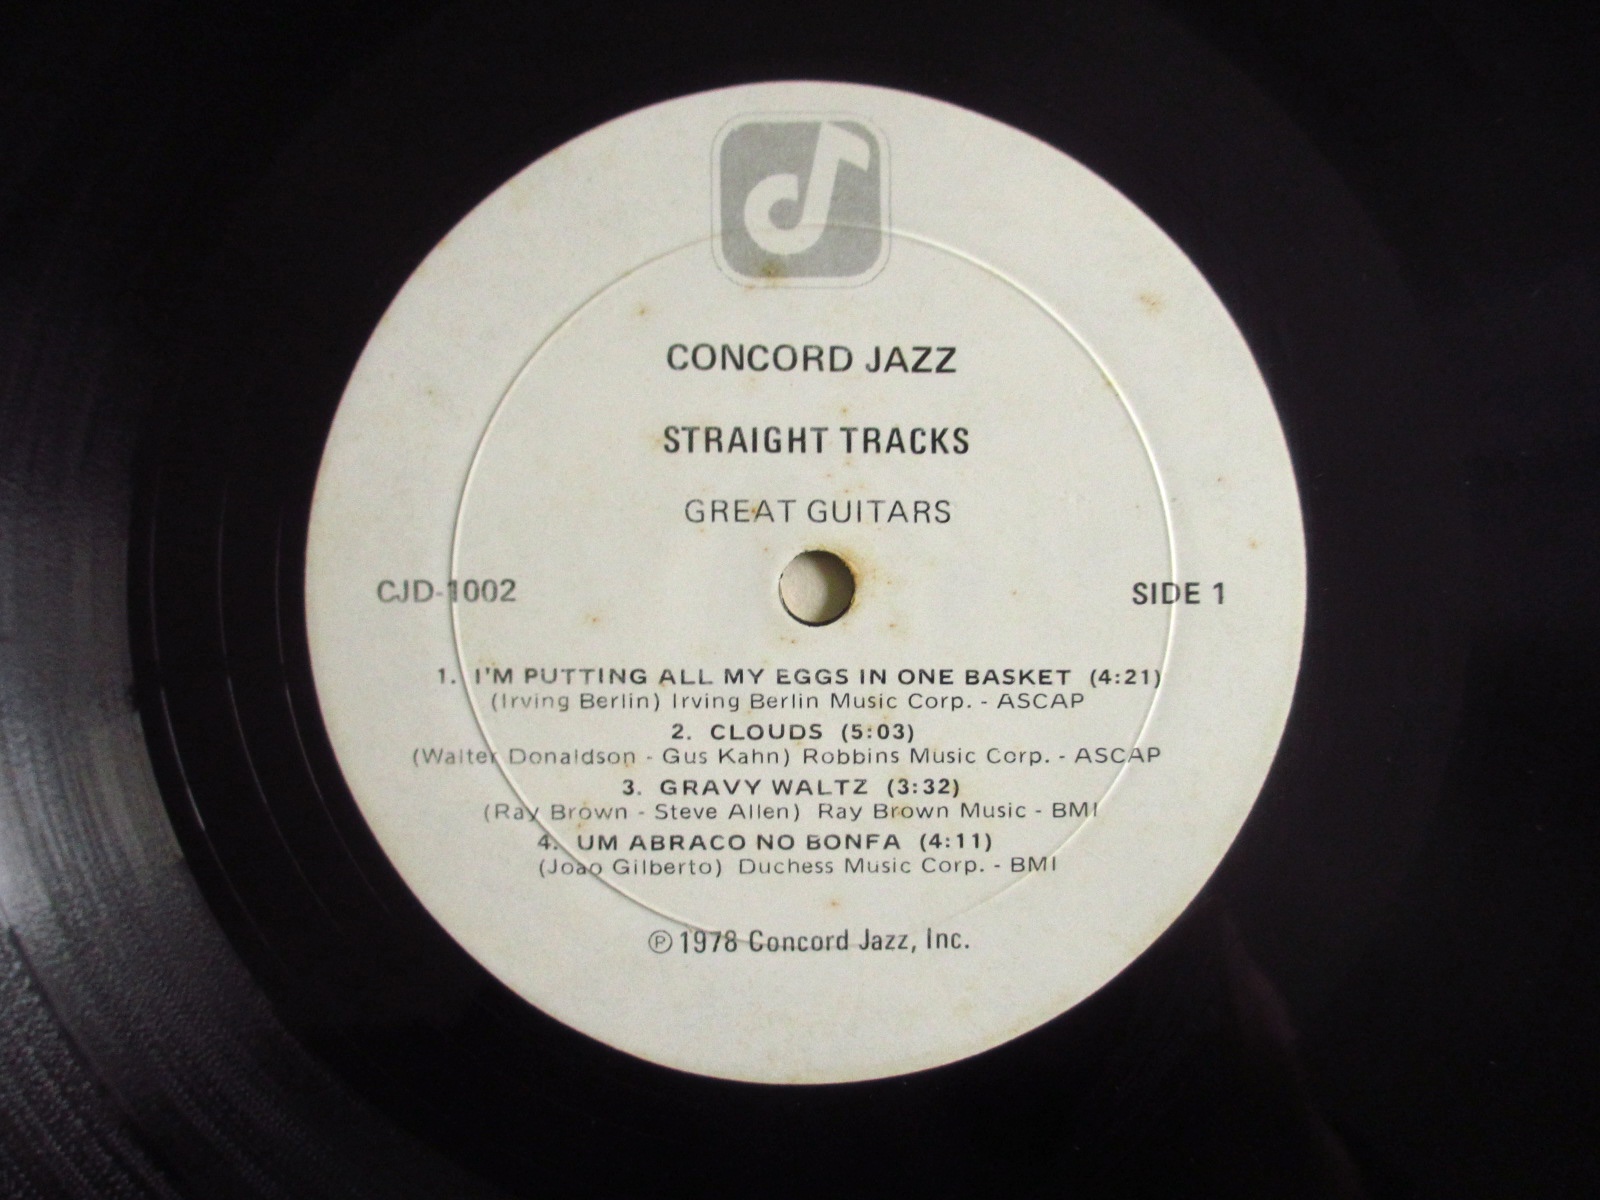 CONCORD JAZZ
STRAIGHT TRACKS
GREAT GUITARS
CJD-1002
SIDE 1
1. I'M PUTTING ALL MY EGGS IN ONE BASKET (4:21)
(Irving Berlin) Irving Berlin Music Corp. - ASCAP
2. CLOUDS (5:03)
(Walter Donaldson - Gus Kahn) Robbins Music Corp. - ASCAP
3. GRAVY WALTZ (3:32)
(Ray Brown - Steve Allen) Ray Brown Music - BMI
4. UM ABRACO NO BONFA (4:11)
(Joao Gilberto) Duchess Music Corp. - BMI
℗ 1978 Concord Jazz, Inc.